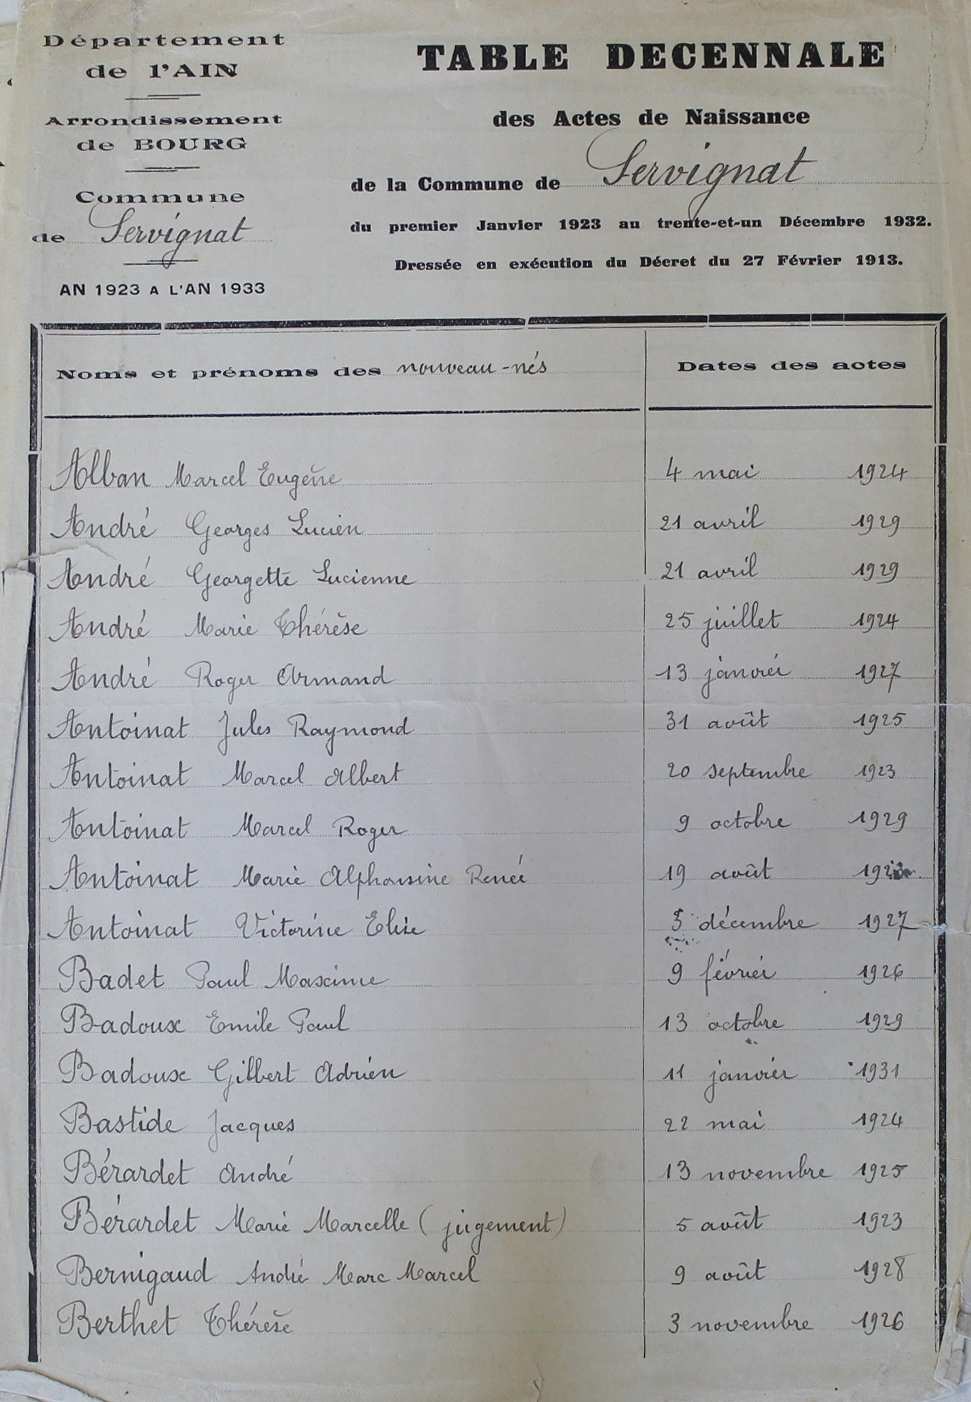 Département
de l'AIN
Arrondissement
de BOURG
Commune
de Servignat
AN 1923 A L'AN 1933
TABLE DECENNALE
des Actes de Naissance
de la Commune de Servignat
du premier Janvier 1923 au trente-et-un Décembre 1932.
Dressée en exécution du Décret du 27 Février 1913.
Noms et prénoms des nouveau-nés Dates des actes
Alban Marcel Eugène 4 mai 1924
André Georges Lucien 21 avril 1929
André Georgette Lucienne 21 avril 1929
André Marie Thérèse 25 juillet 1924
André Roger Armand 13 janvier 1927
Antoinat Jules Raymond 31 août 1925
Antoinat Marcel Albert 20 septembre 1923
Antoinat Marcel Roger 9 octobre 1929
Antoinat Marie Alphonsine Renée 19 août
Antoinat Victorine Elise décembre 1927
Badet Paul Maxime 9 février 1926
Badoux Emile Paul 13 octobre 1929
Badoux Gilbert Adrien 11 janvier 1931
Bastide Jacques 22 mai 1924
Bérardet André 13 novembre 1925
Bérardet Marie Marcelle (jugement) 5 août 1923
Bernigaud André Marc Marcel 9 août 1928
Berthet Thérèse 3 novembre 1926